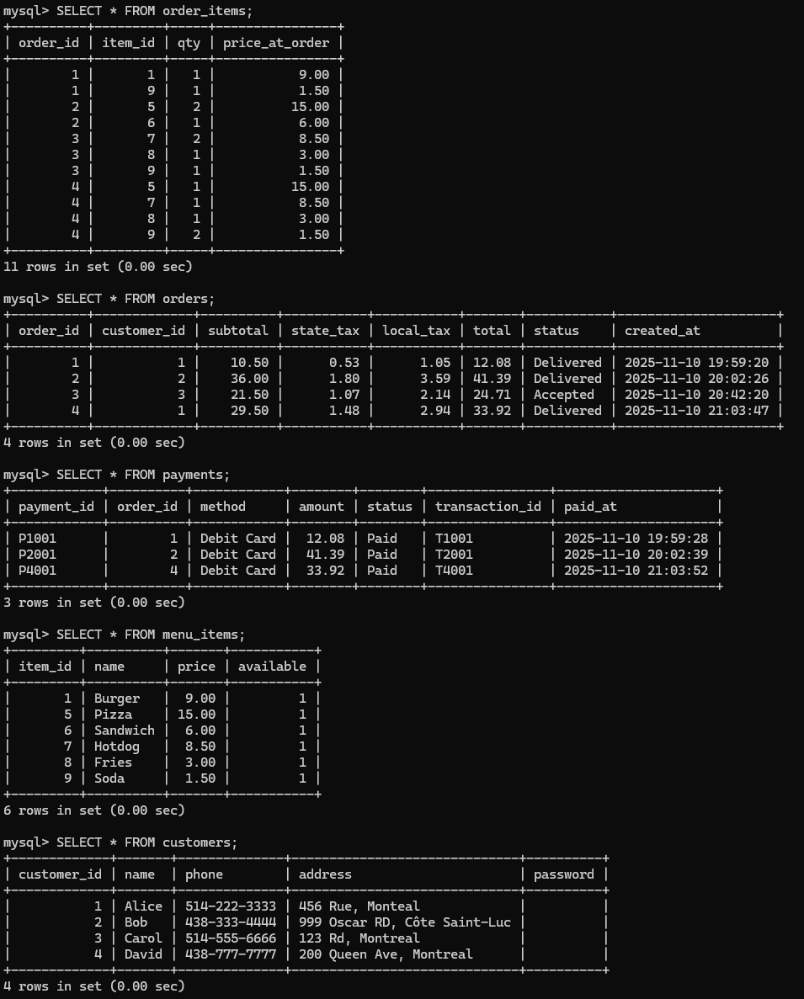 mysql> SELECT * FROM order_items;
+----------+---------+-----+----------------+
| order_id | item_id | qty | price_at_order |
+----------+---------+-----+----------------+
|        1 |       1 |   1 |           9.00 |
|        1 |       9 |   1 |           1.50 |
|        2 |       5 |   2 |          15.00 |
|        2 |       6 |   1 |           6.00 |
|        3 |       7 |   2 |           8.50 |
|        3 |       8 |   1 |           3.00 |
|        3 |       9 |   1 |           1.50 |
|        4 |       5 |   1 |          15.00 |
|        4 |       7 |   1 |           8.50 |
|        4 |       8 |   1 |           3.00 |
|        4 |       9 |   2 |           1.50 |
+----------+---------+-----+----------------+
11 rows in set (0.00 sec)

mysql> SELECT * FROM orders;
+----------+-------------+----------+-----------+-----------+-------+-----------+---------------------+
| order_id | customer_id | subtotal | state_tax | local_tax | total | status    | created_at          |
+----------+-------------+----------+-----------+-----------+-------+-----------+---------------------+
|        1 |           1 |    10.50 |      0.53 |      1.05 | 12.08 | Delivered | 2025-11-10 19:59:20 |
|        2 |           2 |    36.00 |      1.80 |      3.59 | 41.39 | Delivered | 2025-11-10 20:02:26 |
|        3 |           3 |    21.50 |      1.07 |      2.14 | 24.71 | Accepted  | 2025-11-10 20:42:20 |
|        4 |           1 |    29.50 |      1.48 |      2.94 | 33.92 | Delivered | 2025-11-10 21:03:47 |
+----------+-------------+----------+-----------+-----------+-------+-----------+---------------------+
4 rows in set (0.00 sec)

mysql> SELECT * FROM payments;
+------------+----------+------------+--------+--------+----------------+---------------------+
| payment_id | order_id | method     | amount | status | transaction_id | paid_at             |
+------------+----------+------------+--------+--------+----------------+---------------------+
| P1001      |        1 | Debit Card |  12.08 | Paid   | T1001          | 2025-11-10 19:59:28 |
| P2001      |        2 | Debit Card |  41.39 | Paid   | T2001          | 2025-11-10 20:02:39 |
| P4001      |        4 | Debit Card |  33.92 | Paid   | T4001          | 2025-11-10 21:03:52 |
+------------+----------+------------+--------+--------+----------------+---------------------+
3 rows in set (0.00 sec)

mysql> SELECT * FROM menu_items;
+---------+----------+-------+-----------+
| item_id | name     | price | available |
+---------+----------+-------+-----------+
|       1 | Burger   |  9.00 |         1 |
|       5 | Pizza    | 15.00 |         1 |
|       6 | Sandwich |  6.00 |         1 |
|       7 | Hotdog   |  8.50 |         1 |
|       8 | Fries    |  3.00 |         1 |
|       9 | Soda     |  1.50 |         1 |
+---------+----------+-------+-----------+
6 rows in set (0.00 sec)

mysql> SELECT * FROM customers;
+-------------+-------+--------------+------------------------------+----------+
| customer_id | name  | phone        | address                      | password |
+-------------+-------+--------------+------------------------------+----------+
|           1 | Alice | 514-222-3333 | 456 Rue, Monteal             |          |
|           2 | Bob   | 438-333-4444 | 999 Oscar RD, Côte Saint-Luc |          |
|           3 | Carol | 514-555-6666 | 123 Rd, Montreal             |          |
|           4 | David | 438-777-7777 | 200 Queen Ave, Montreal      |          |
+-------------+-------+--------------+------------------------------+----------+
4 rows in set (0.00 sec)